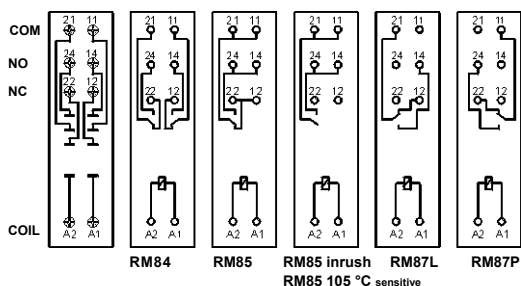 COM 21 11 21 11 21 11 21 11 21 11 21 11
NO 24 14 24 14 24 14 24 14 24 14 24 14
NC 22 12 22 12 22 12 22 12 22 12 22 12
COIL A2 A1 A2 A1 A2 A1 A2 A1 A2 A1 A2 A1
RM84 RM85 RM85 inrush RM87L RM87P
RM85 105 °C sensitive